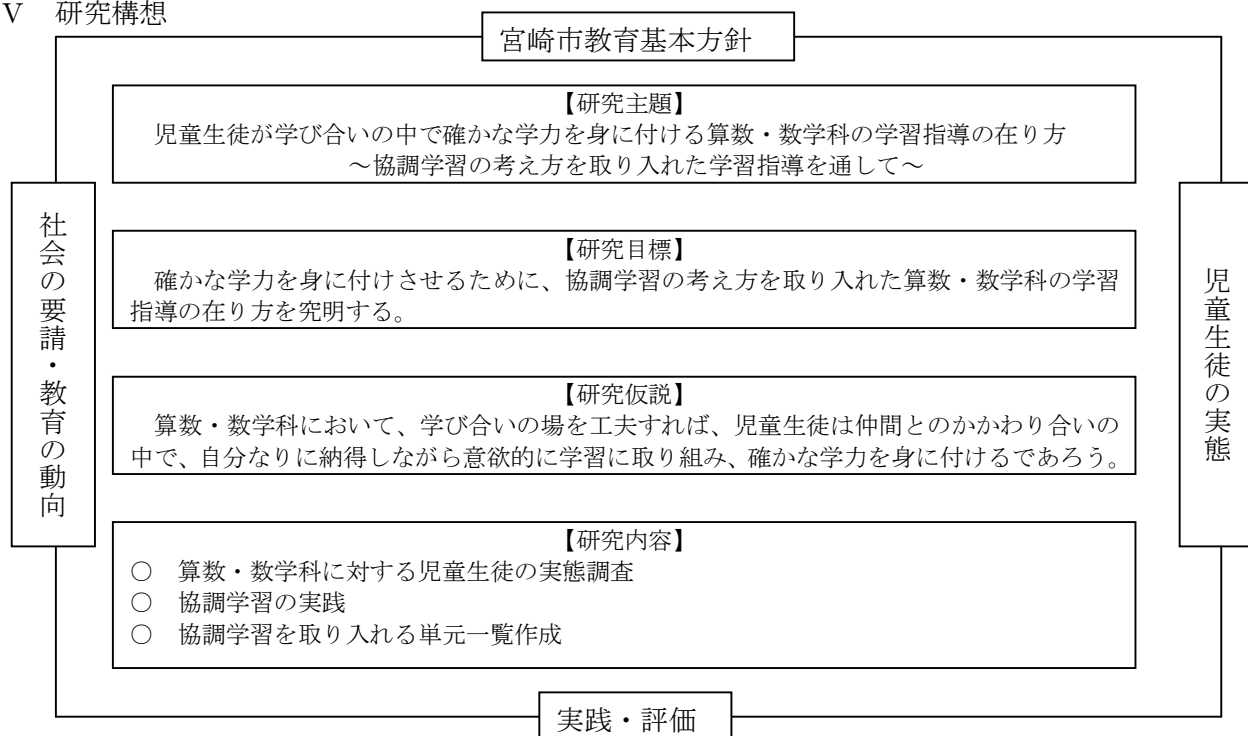 Ⅴ 研究構想
宮崎市教育基本方針
【研究主題】
児童生徒が学び合いの中で確かな学力を身に付ける算数・数学科の学習指導の在り方
～協調学習の考え方を取り入れた学習指導を通して～
社会の要請・教育の動向
児童生徒の実態
【研究目標】
確かな学力を身に付けさせるために、協調学習の考え方を取り入れた算数・数学科の学習
指導の在り方を究明する。
【研究仮説】
算数・数学科において、学び合いの場を工夫すれば、児童生徒は仲間とのかかわり合いの
中で、自分なりに納得しながら意欲的に学習に取り組み、確かな学力を身に付けるであろう。
【研究内容】
○ 算数・数学科に対する児童生徒の実態調査
○ 協調学習の実践
○ 協調学習を取り入れる単元一覧作成
実践・評価